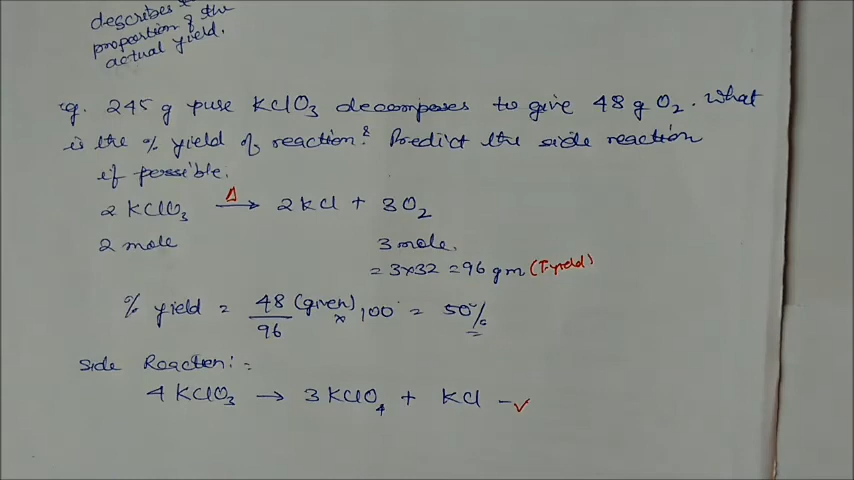 describes the
proportion of the
actual yield.
eg. 245 g pure KClO3 decomposes to give 48 g O2. What
is the % yield of reaction? Predict the side reaction
if possible.
2 KClO3 Δ→ 2 KCl + 3O2
2 mole 3 mole.
= 3×32 = 96 gm (T.yield)
% yield = 48 (given) / 96 × 100 = 50%
Side Reaction:=
4 KClO3 → 3 KClO4 + KCl - ✓